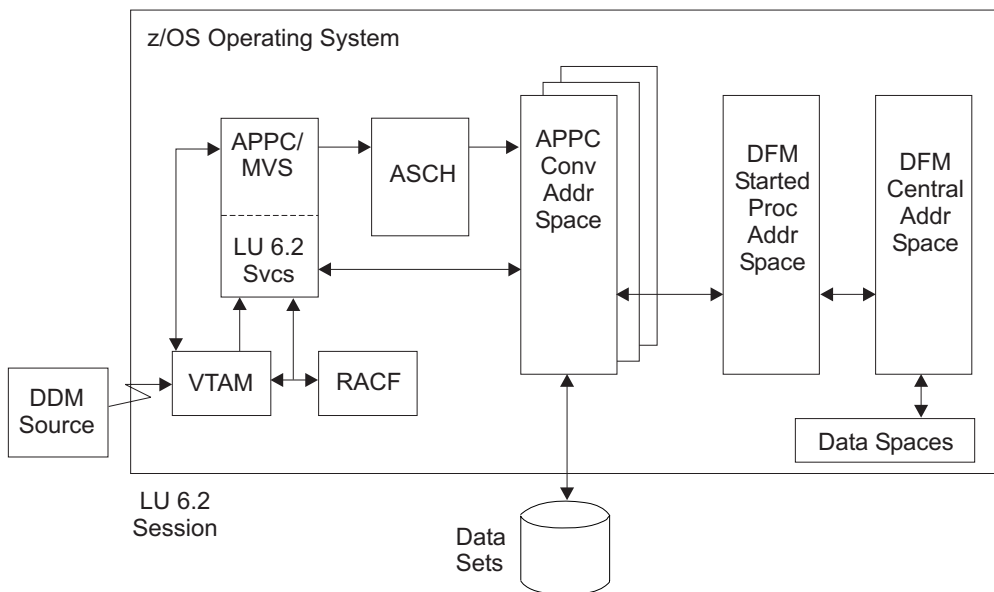 z/OS Operating System
APPC/
MVS
LU 6.2
Svcs
ASCH
APPC
Conv
Addr
Space
DFM
Started
Proc
Addr
Space
DFM
Central
Addr
Space
DDM
Source
VTAM
RACF
Data Spaces
LU 6.2
Session
Data
Sets